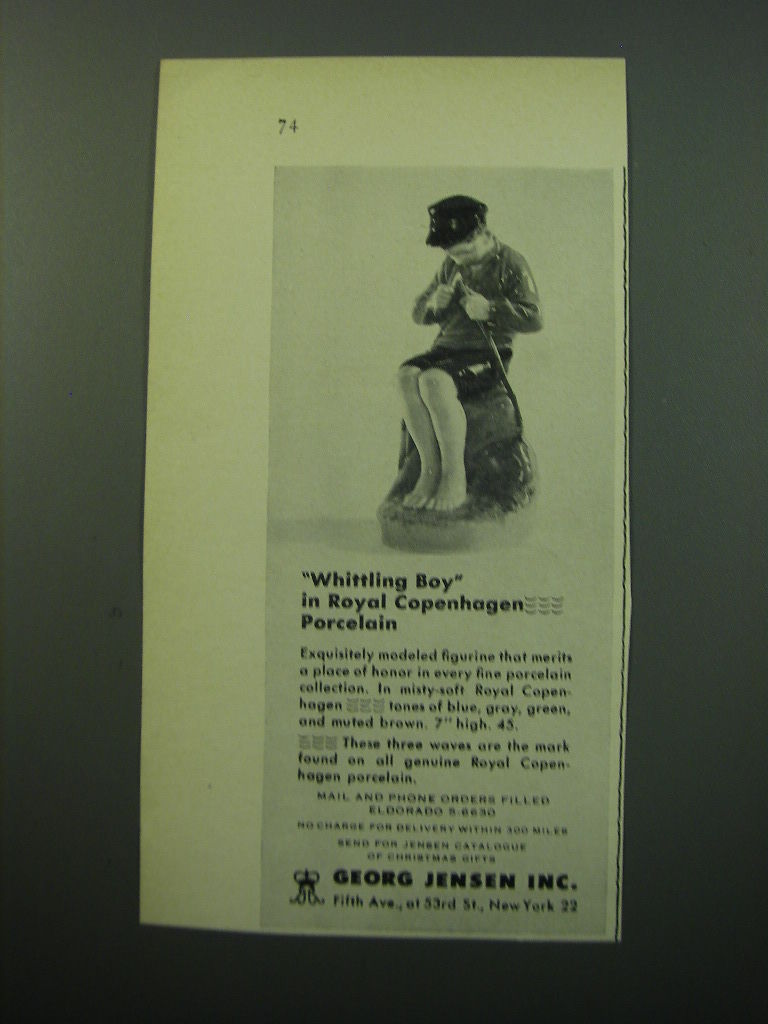 74
"Whittling Boy"
in Royal Copenhagen
Porcelain
Exquisitely modeled figurine that merits
a place of honor in every fine porcelain
collection. In misty-soft Royal Copen-
hagen tones of blue, gray, green,
and muted brown. 7" high. 45.
These three waves are the mark
found on all genuine Royal Copen-
hagen porcelain.
MAIL AND PHONE ORDERS FILLED
ELDORADO 5-6630
NO CHARGE FOR DELIVERY WITHIN 300 MILES
SEND FOR JENSEN CATALOGUE
OF CHRISTMAS GIFTS
GEORG JENSEN INC.
Fifth Ave., at 53rd St., New York 22